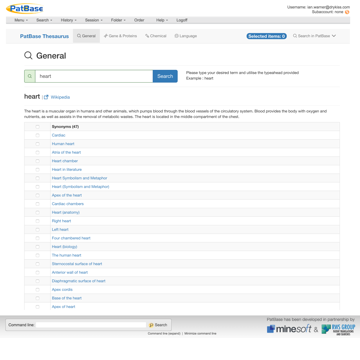 PatBase
Username: ian.warner@drytosa.com
Subaccount: none
Menu Search History Session Folder Order Help Logoff
PatBase Thesaurus General Gene & Proteins Chemical Language Selected Items: 0 Search in PatBase
General
heart Search
Please type your desired term and utilise the typeahead provided
Example : heart
heart Wikipedia
The heart is a muscular organ in humans and other animals, which pumps blood through the blood vessels of the circulatory system. Blood provides the body with oxygen and
nutrients, as well as assists in the removal of metabolic wastes. The heart is located in the middle compartment of the chest.
Synonyms (47)
Cardiac
Human heart
Atria of the heart
Heart chamber
Heart in literature
Heart Symbolism and Metaphor
Heart (Symbolism and Metaphor)
Apex of the heart
Cardiac chambers
Heart (anatomy)
Right heart
Left heart
Four chambered heart
Heart (biology)
The human heart
Sternocostal surface of heart
Anterior wall of heart
Diaphragmatic surface of heart
Apex cordis
Base of the heart
Apex of heart
Command line: Search
Command line (expand) | Minimise command line
PatBase has been developed in partnership by
minesoft & RWS GROUP